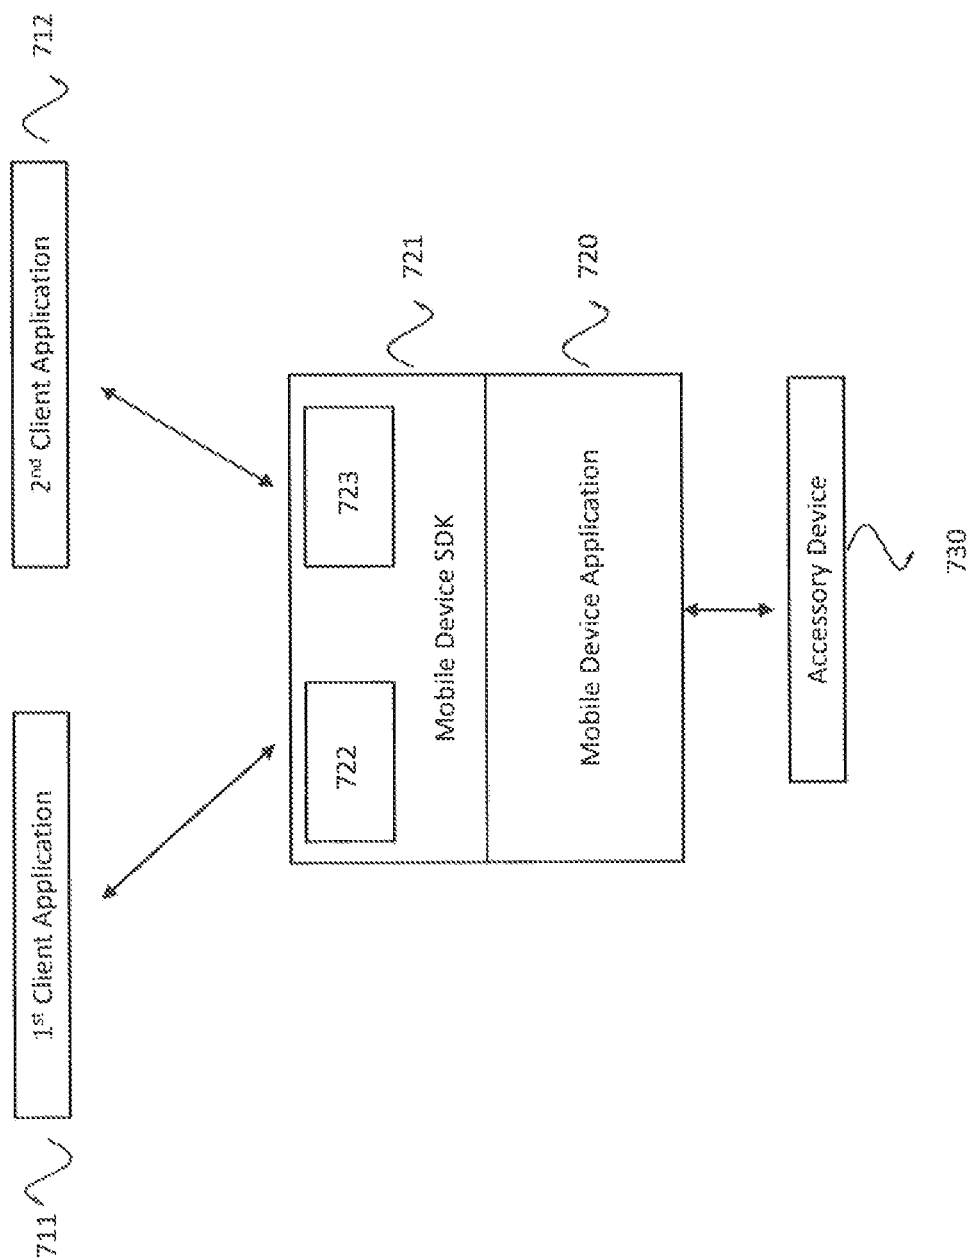 711
1st Client Application
2nd Client Application
712
722
723
Mobile Device SDK
721
Mobile Device Application
720
Accessory Device
730